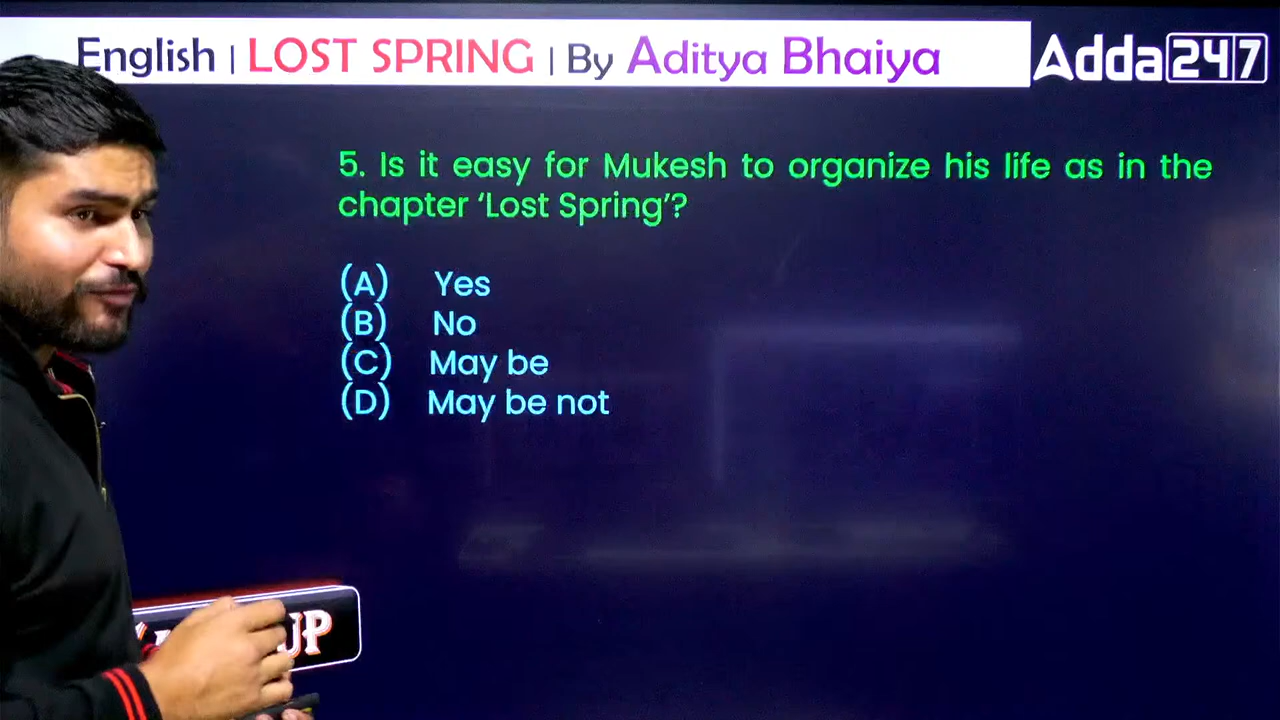 English | LOST SPRING | By Aditya Bhaiya
Adda247
5. Is it easy for Mukesh to organize his life as in the
chapter ‘Lost Spring’?
(A) Yes
(B) No
(C) May be
(D) May be not
UP